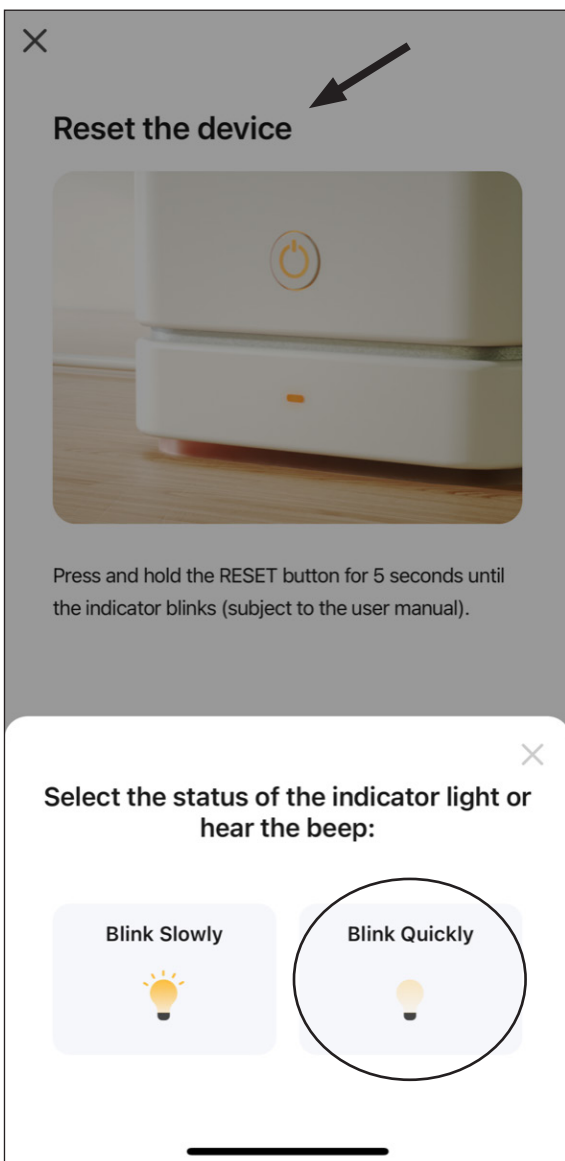 Reset the device
Press and hold the RESET button for 5 seconds until
the indicator blinks (subject to the user manual).
Select the status of the indicator light or
hear the beep:
Blink Slowly
Blink Quickly